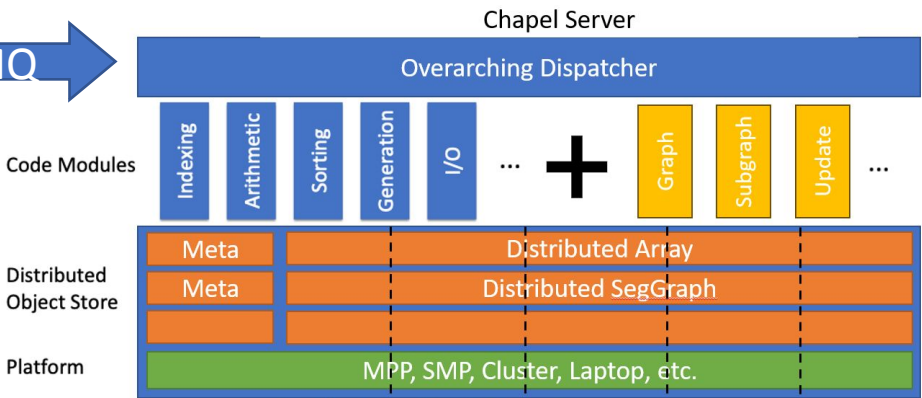 Chapel Server
Overarching Dispatcher
Code Modules
Indexing
Arithmetic
Sorting
Generation
I/O
...
Graph
Subgraph
Update
...
Distributed
Object Store
Meta
Distributed Array
Meta
Distributed SegGraph
Platform
MPP, SMP, Cluster, Laptop, etc.